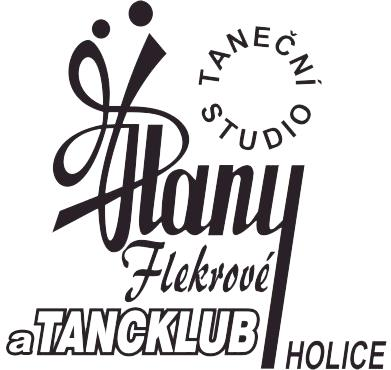 TANEČNÍ
STUDIO
Hany
Flekrové
a TANCKLUB
HOLICE